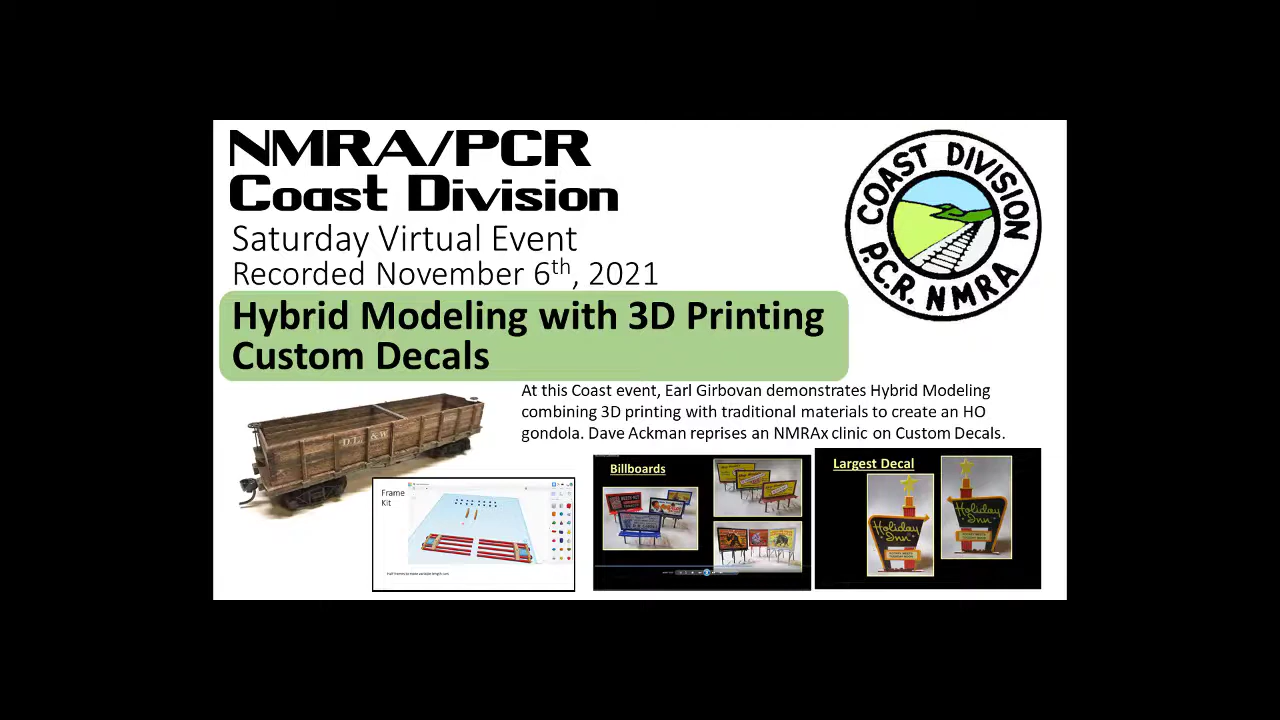 NMRA/PCR
Coast Division
Saturday Virtual Event
Recorded November 6th, 2021
Hybrid Modeling with 3D Printing
Custom Decals
COAST DIVISION
P.C.R. NMRA
At this Coast event, Earl Girbovan demonstrates Hybrid Modeling
combining 3D printing with traditional materials to create an HO
gondola. Dave Ackman reprises an NMRAx clinic on Custom Decals.
Frame
Kit
Billboards
Largest Decal
Holiday
Inn
Holiday
Inn